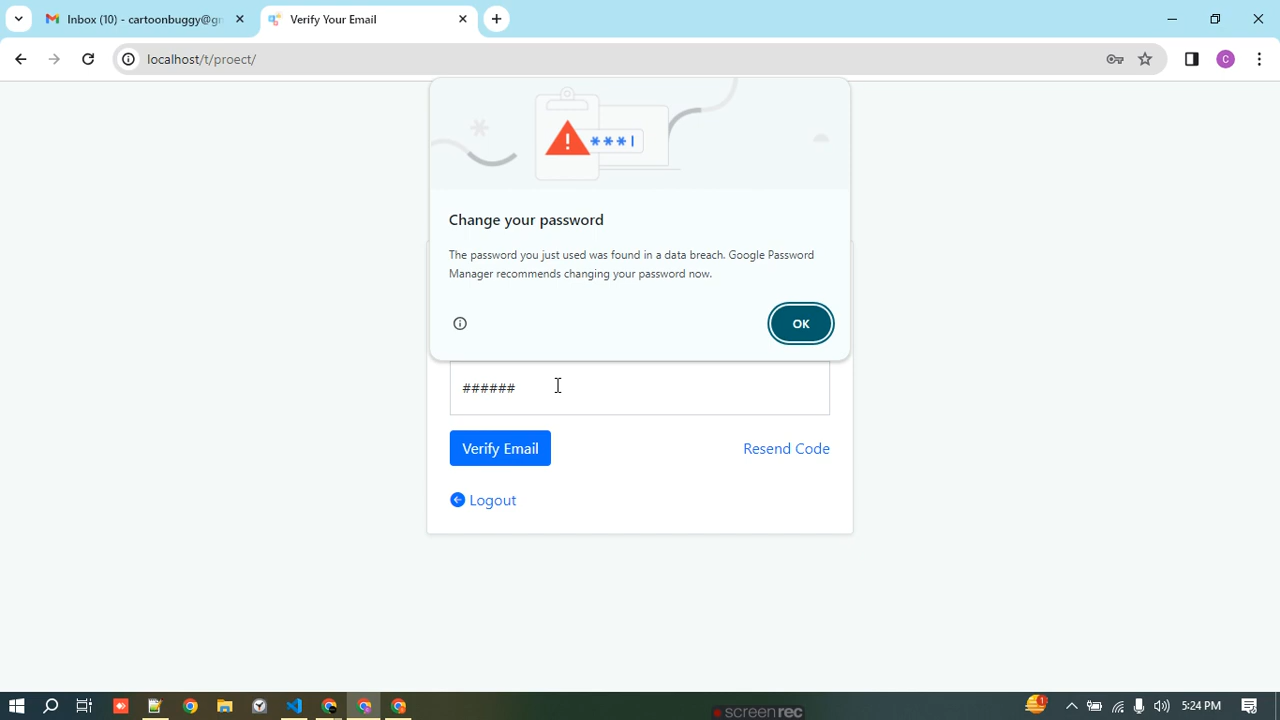 Inbox (10) - cartoonbuggy@gr
Verify Your Email
localhost/t/proect/
C
***
Change your password
The password you just used was found in a data breach. Google Password
Manager recommends changing your password now.
OK
######
Verify Email
Resend Code
Logout
1
5:24 PM
screenrec